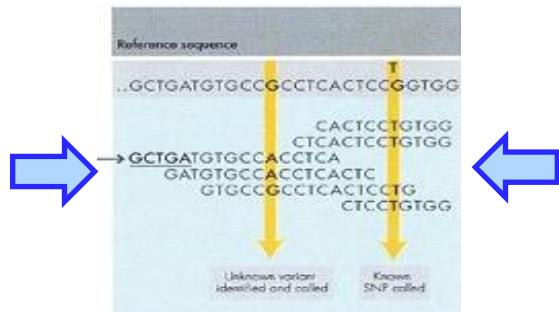 Reference sequence
T
..GCTGATGTGCCGCCTCACTCCGGTGG
CACTCCTGTGG
CTCACTCCTGTGG
GCTGATGTGCCACCTCA
GATGTGCCACCTCACTC
GTGCCGCCTCACTCCTG
CTCCTGTGG
Unknown variant
identified and called
Known
SNP called